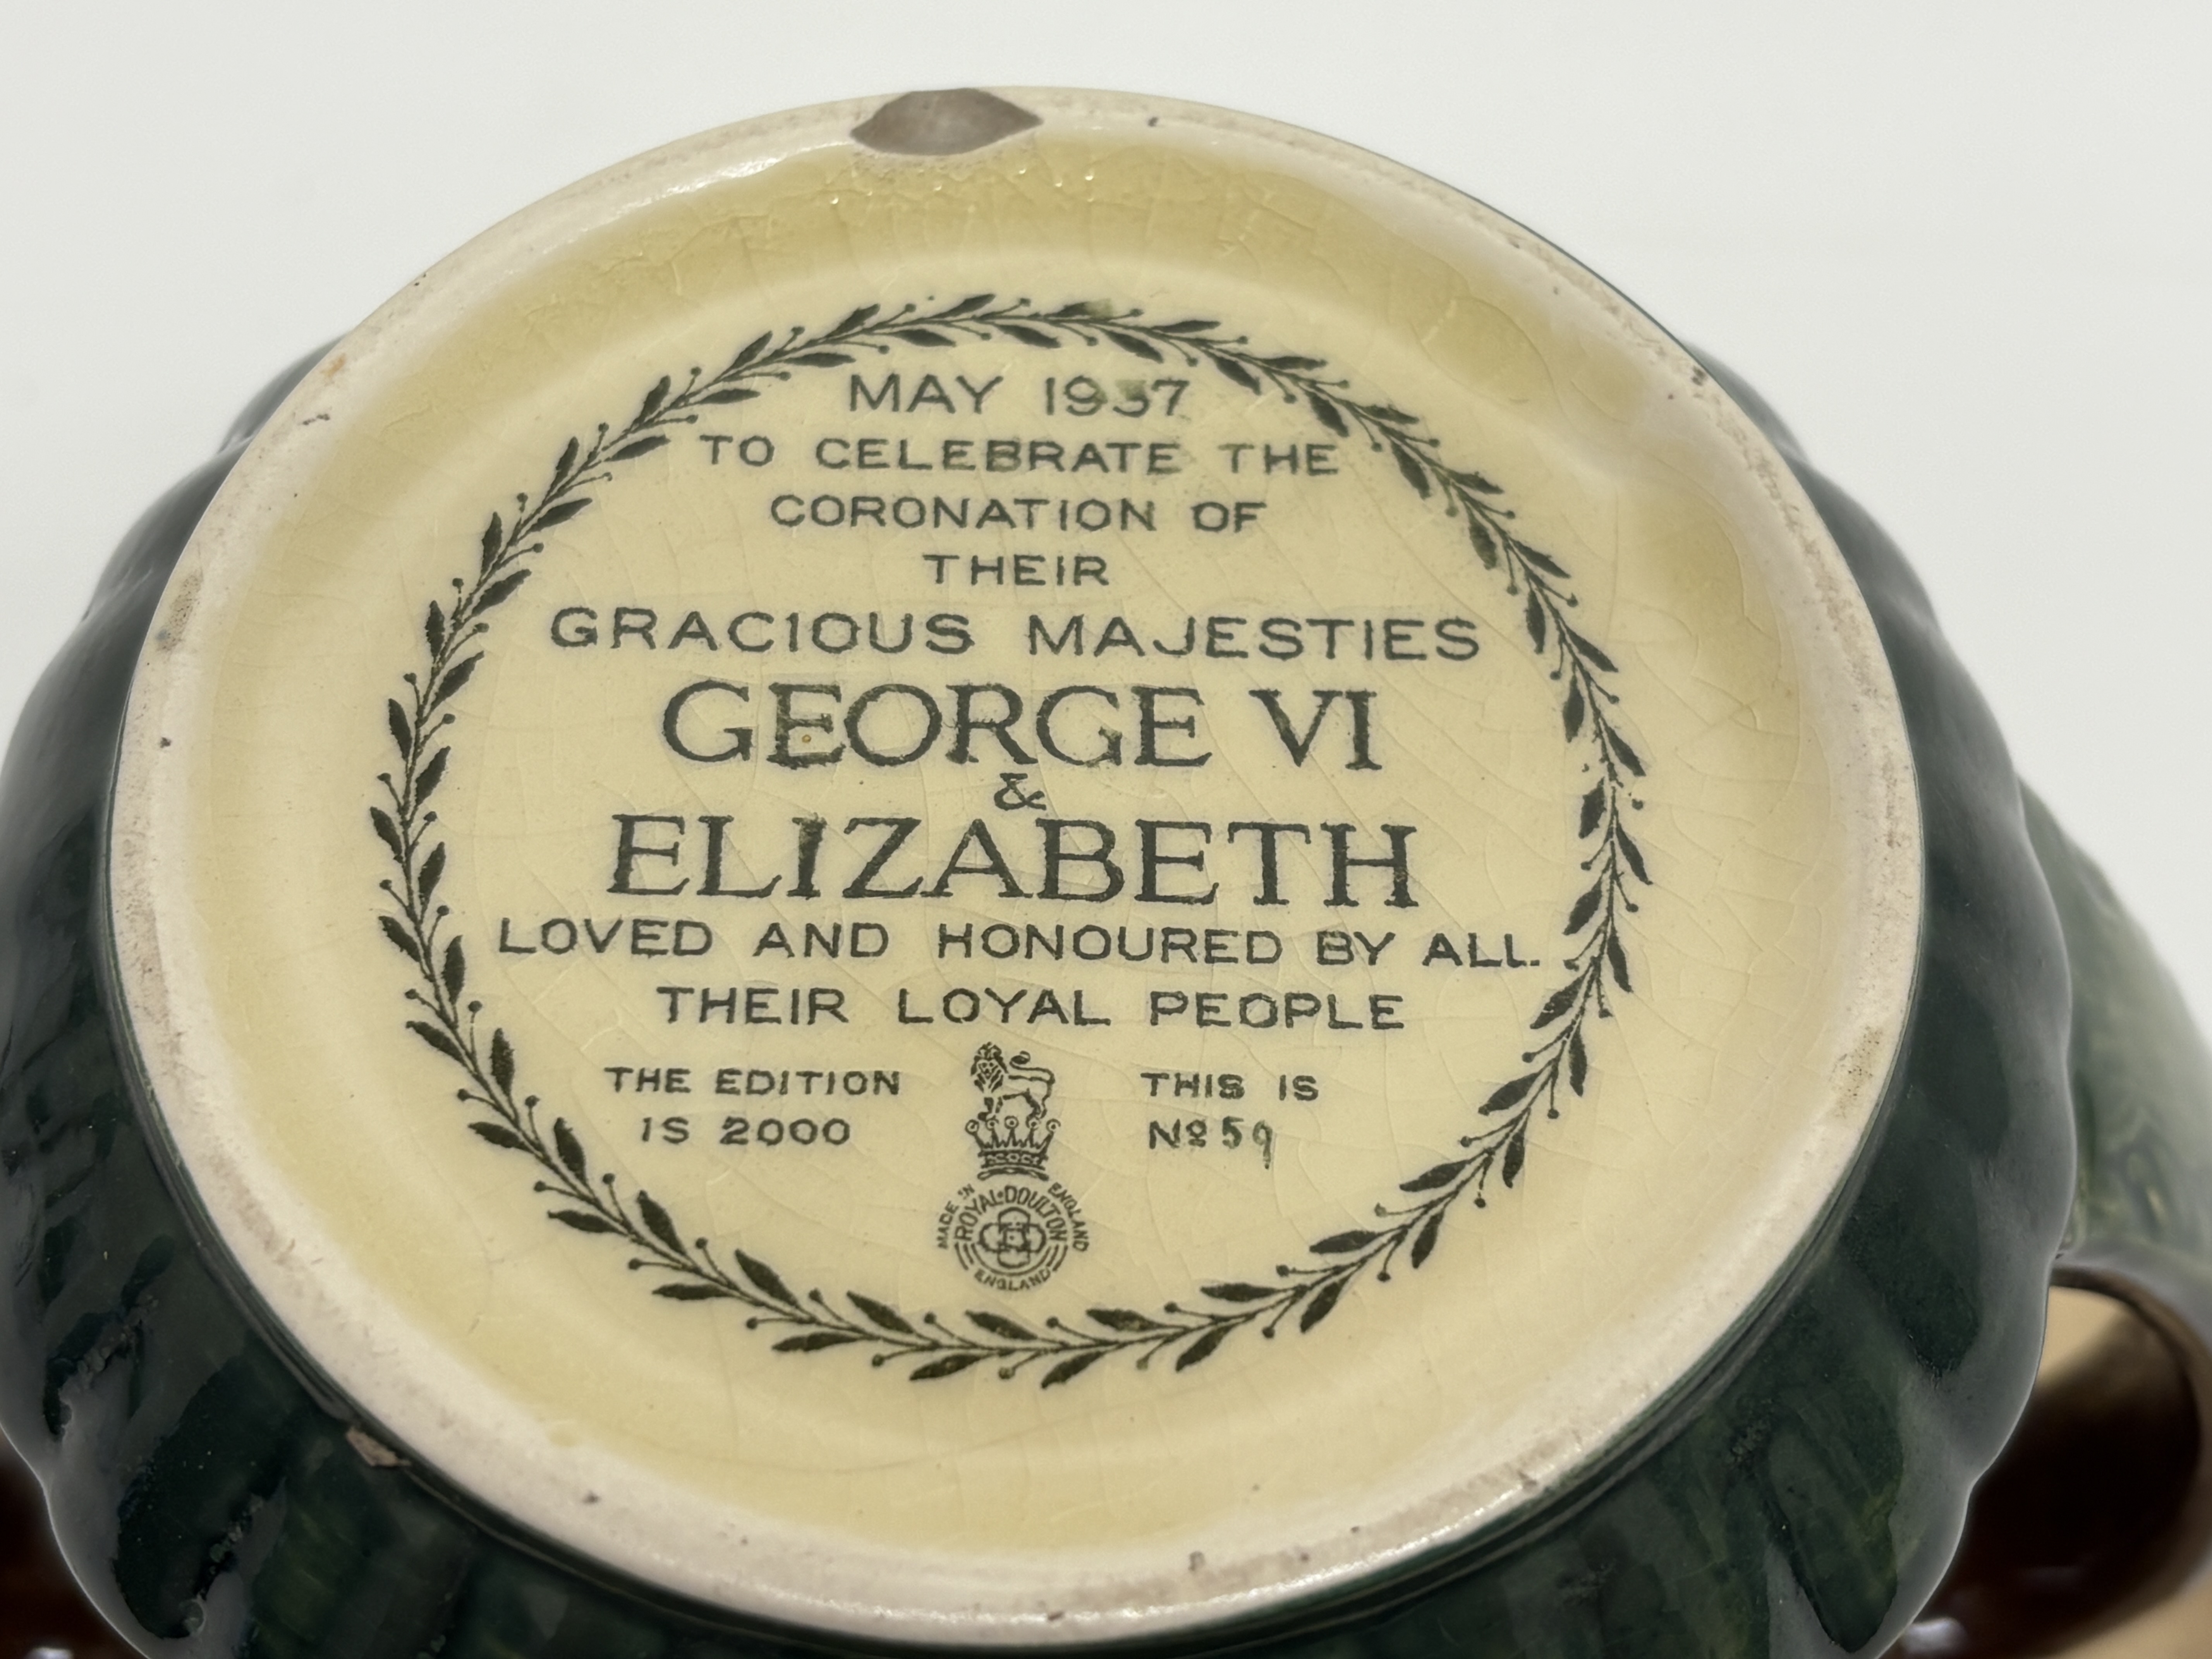 MAY 1937
TO CELEBRATE THE
CORONATION OF
THEIR
GRACIOUS MAJESTIES
GEORGE VI
&
ELIZABETH
LOVED AND HONOURED BY ALL
THEIR LOYAL PEOPLE
THE EDITION
IS 2000
THIS IS
Nº 59
MADE IN ENGLAND
ROYAL·DOULTON
ENGLAND